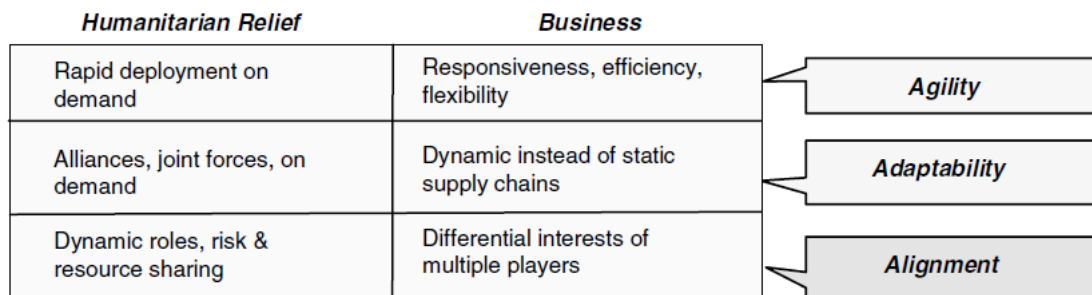 Humanitarian Relief
Business
Rapid deployment on
demand
Responsiveness, efficiency,
flexibility
Agility
Alliances, joint forces, on
demand
Dynamic instead of static
supply chains
Adaptability
Dynamic roles, risk &
resource sharing
Differential interests of
multiple players
Alignment